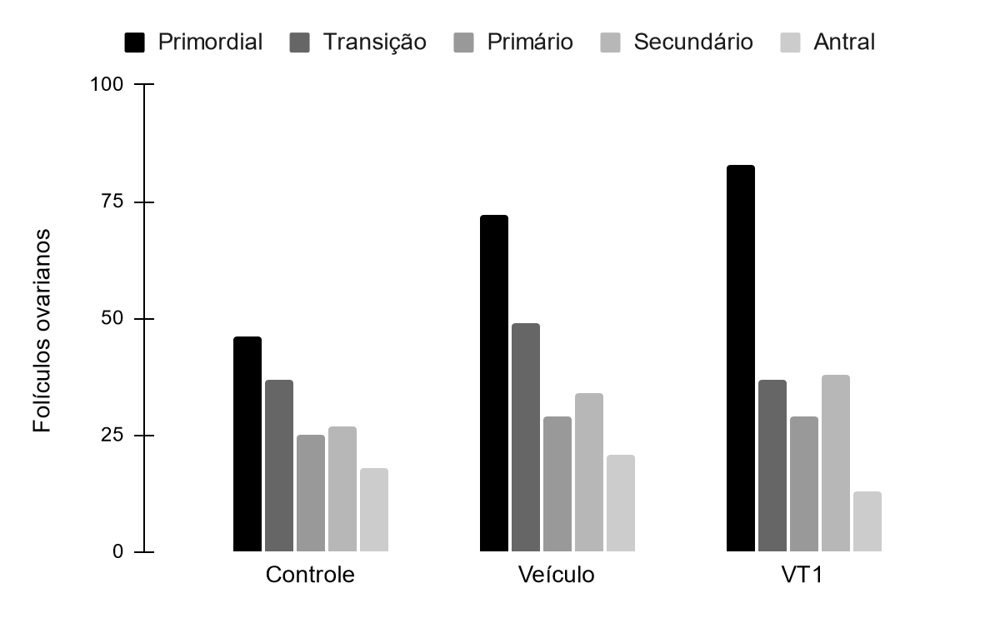 Primordial Transição Primário Secundário Antral
100
75
50
25
0
Folículos ovarianos
Controle Veículo VT1